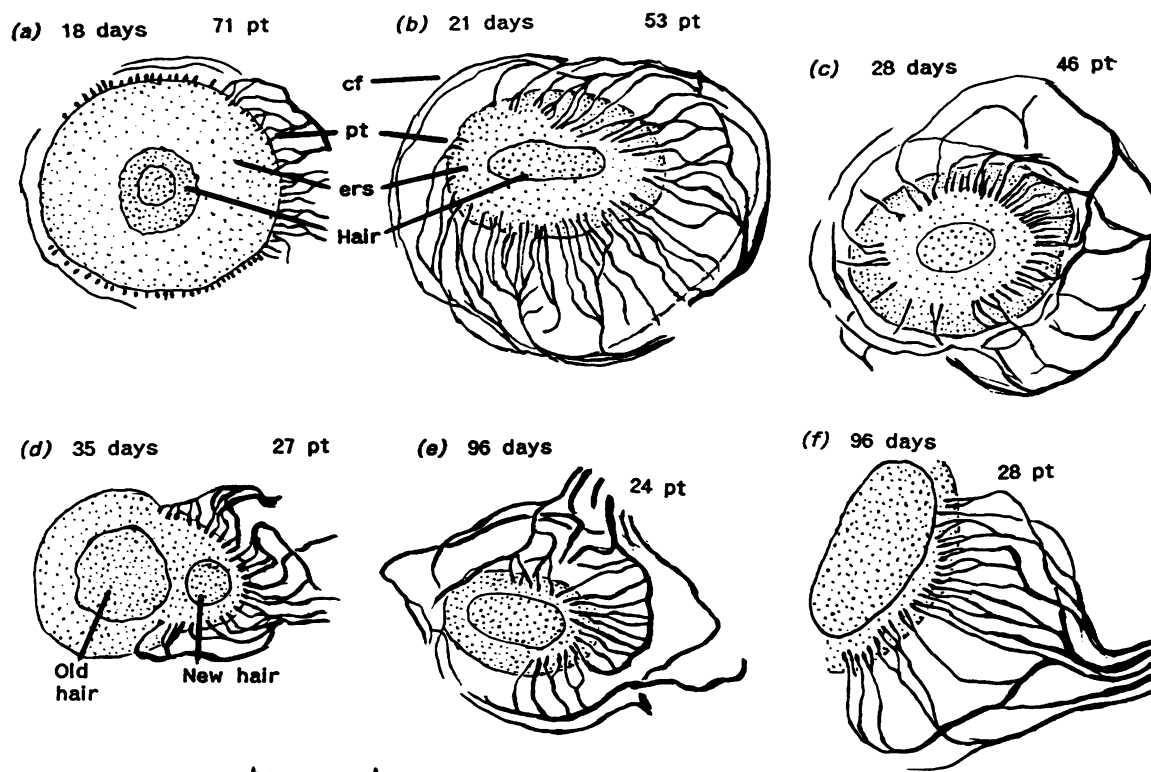 (a) 18 days 71 pt
(b) 21 days 53 pt
(c) 28 days 46 pt
cf
pt
ers
Hair
(d) 35 days 27 pt
(e) 96 days 24 pt
(f) 96 days 28 pt
Old
hair
New hair